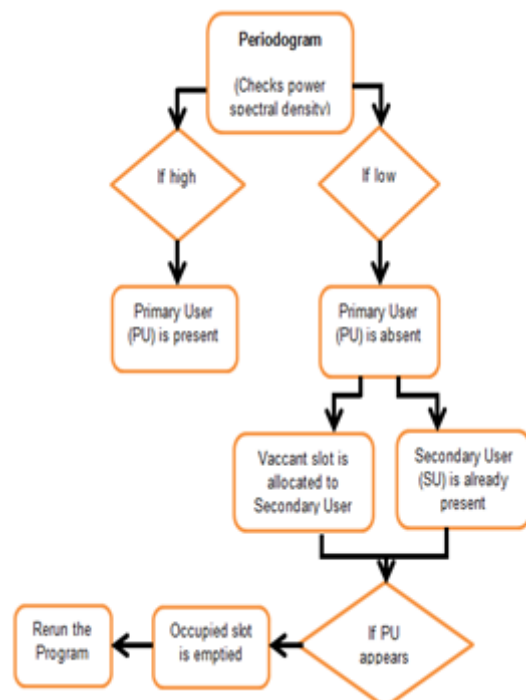 Periodogram
(Checks power
spectral density)
If high
If low
Primary User
(PU) is present
Primary User
(PU) is absent
Vaccant slot is
allocated to
Secondary User
Secondary User
(SU) is already
present
If PU
appears
Occupied slot
is emptied
Rerun the
Program